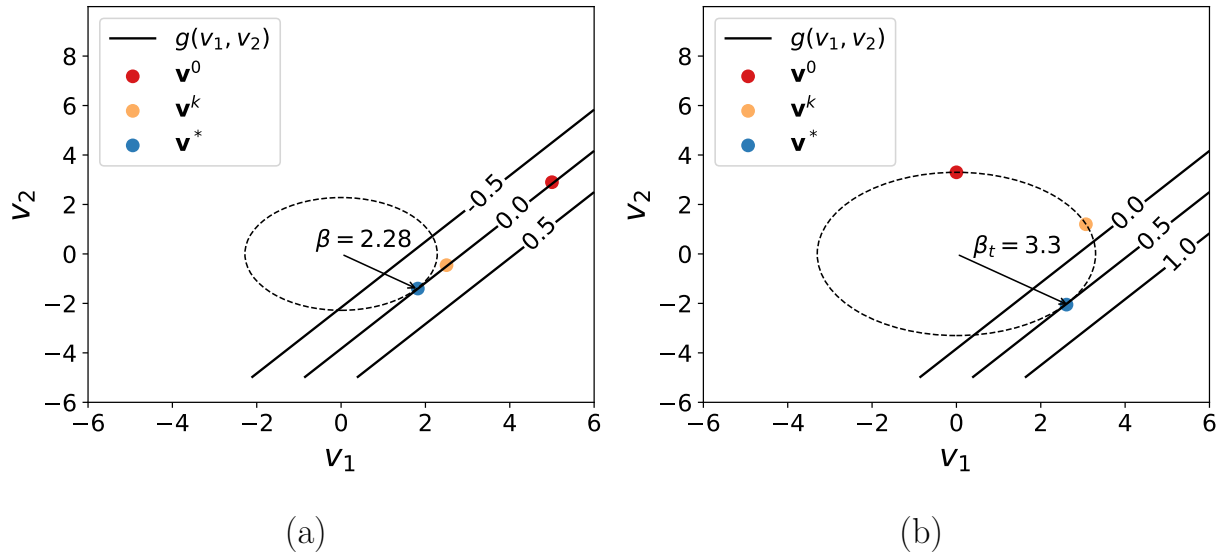 g(v₁, v₂)
v⁰
vᵏ
v*
8
6
4
2
0
−2
−4
−6
v₂
-0.5
0.0
0.5
β = 2.28
−6
−4
−2
0
2
4
6
v₁
(a)
g(v₁, v₂)
v⁰
vᵏ
v*
8
6
4
2
0
−2
−4
−6
v₂
0.0
0.5
1.0
βₜ = 3.3
−6
−4
−2
0
2
4
6
v₁
(b)